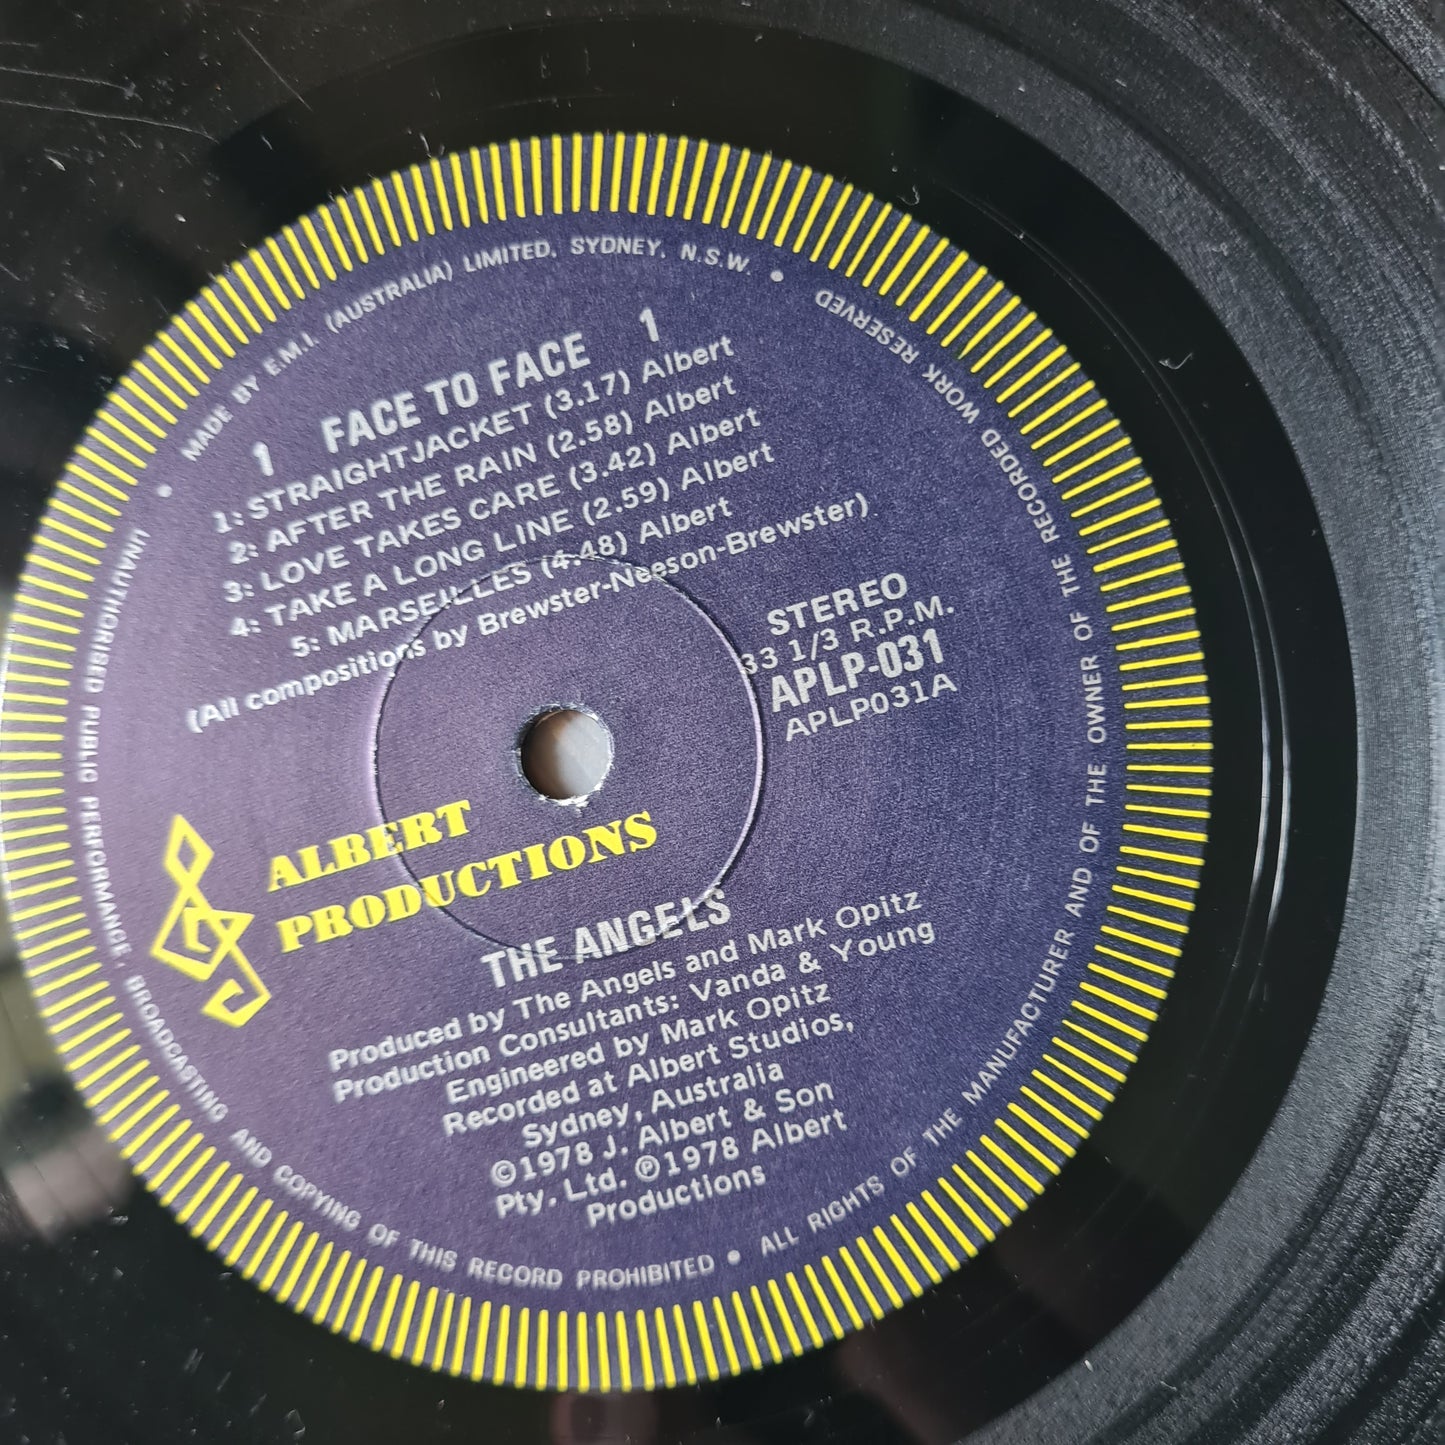 MADE BY E.M.I. (AUSTRALIA) LIMITED, SYDNEY, N.S.W. •
1 FACE TO FACE 1
1: STRAIGHTJACKET (3.17) Albert
2: AFTER THE RAIN (2.58) Albert
3: LOVE TAKES CARE (3.42) Albert
4: TAKE A LONG LINE (2.59) Albert
5: MARSEILLES (4.48) Albert
(All compositions by Brewster-Neeson-Brewster)
STEREO
33 1/3 R.P.M.
APLP-031
APLP031A
ALBERT
PRODUCTIONS
THE ANGELS
Produced by The Angels and Mark Opitz
Production Consultants: Vanda & Young
Engineered by Mark Opitz
Recorded at Albert Studios,
Sydney, Australia
©1978 J. Albert & Son
Pty. Ltd. ℗1978 Albert
Productions
• UNAUTHORISED PUBLIC PERFORMANCE, BROADCASTING AND COPYING OF THIS RECORD PROHIBITED • ALL RIGHTS OF THE MANUFACTURER AND OF THE OWNER OF THE RECORDED WORK RESERVED